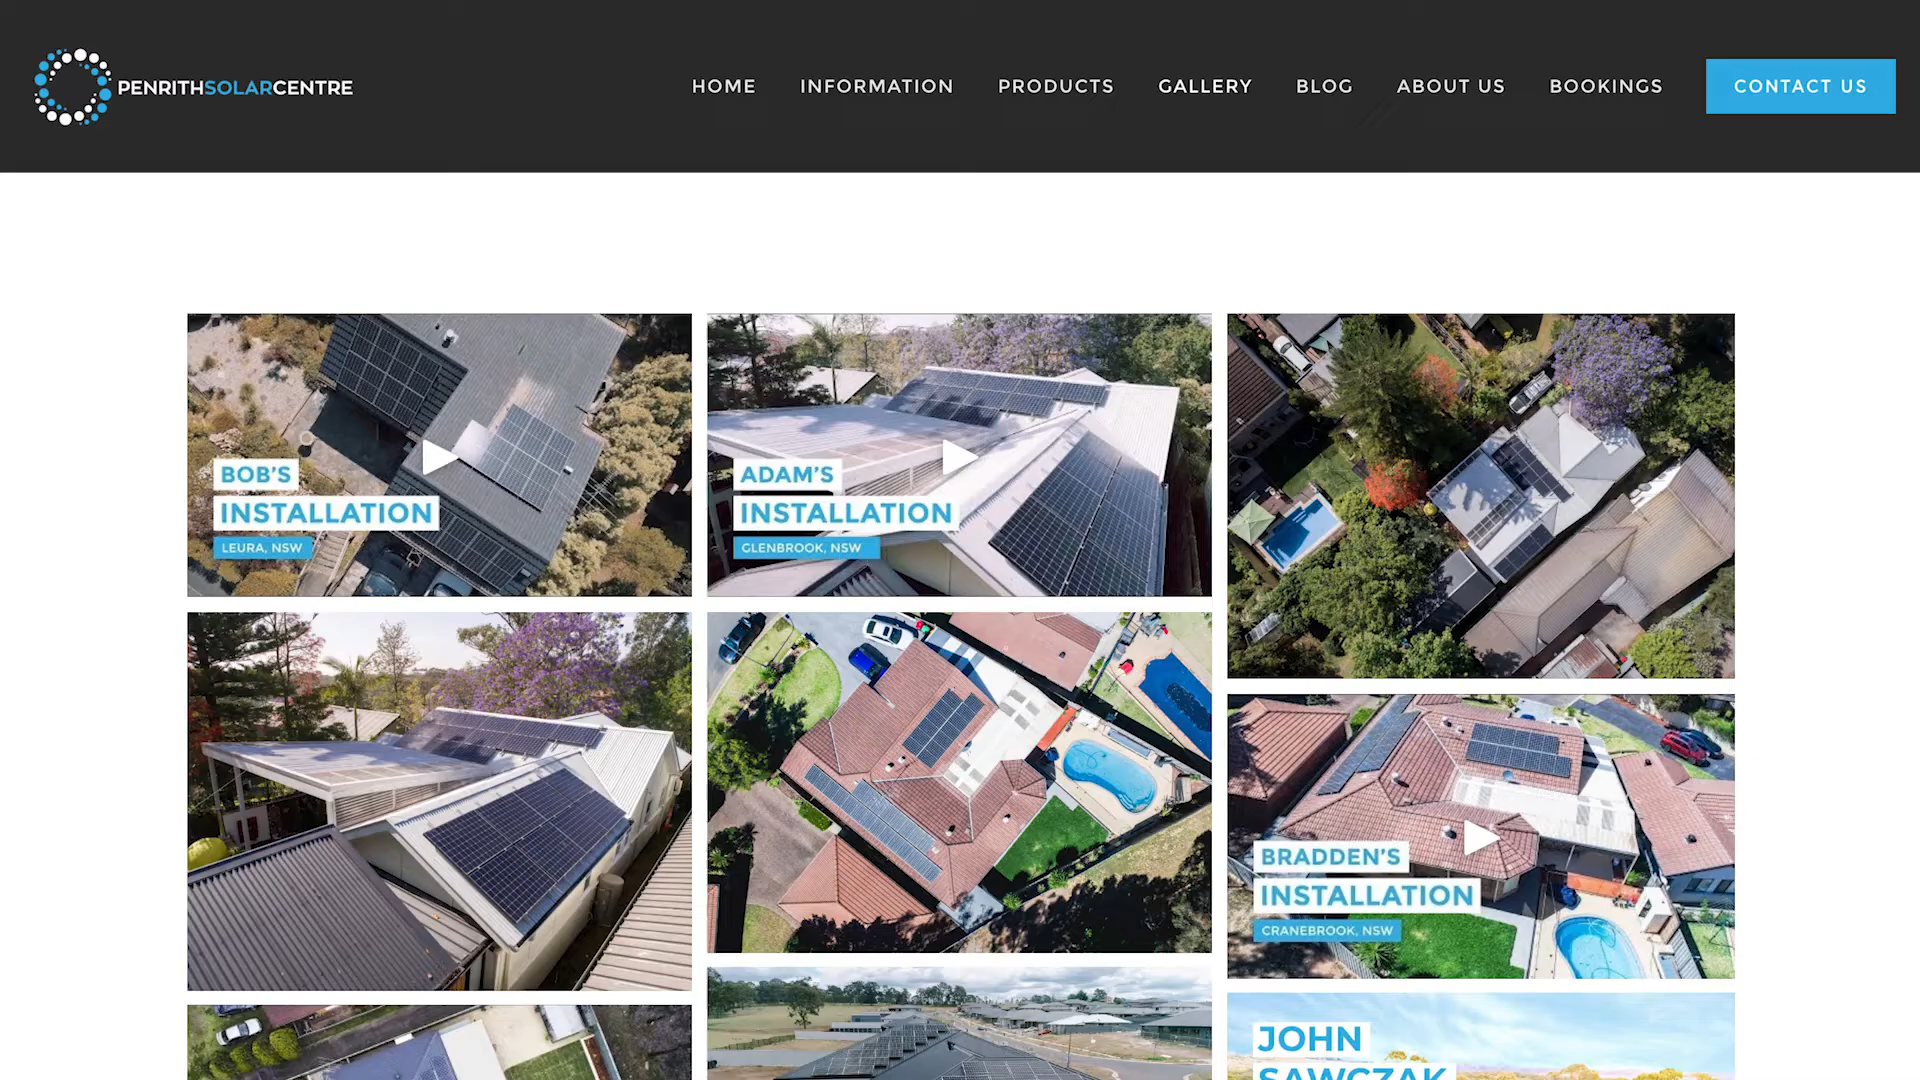 PENRITHSOLARCENTRE
HOME
INFORMATION
PRODUCTS
GALLERY
BLOG
ABOUT US
BOOKINGS
CONTACT US
BOB'S
INSTALLATION
LEURA, NSW
ADAM'S
INSTALLATION
GLENBROOK, NSW
BRADDEN'S
INSTALLATION
CRANEBROOK, NSW
JOHN
SAWCZAK